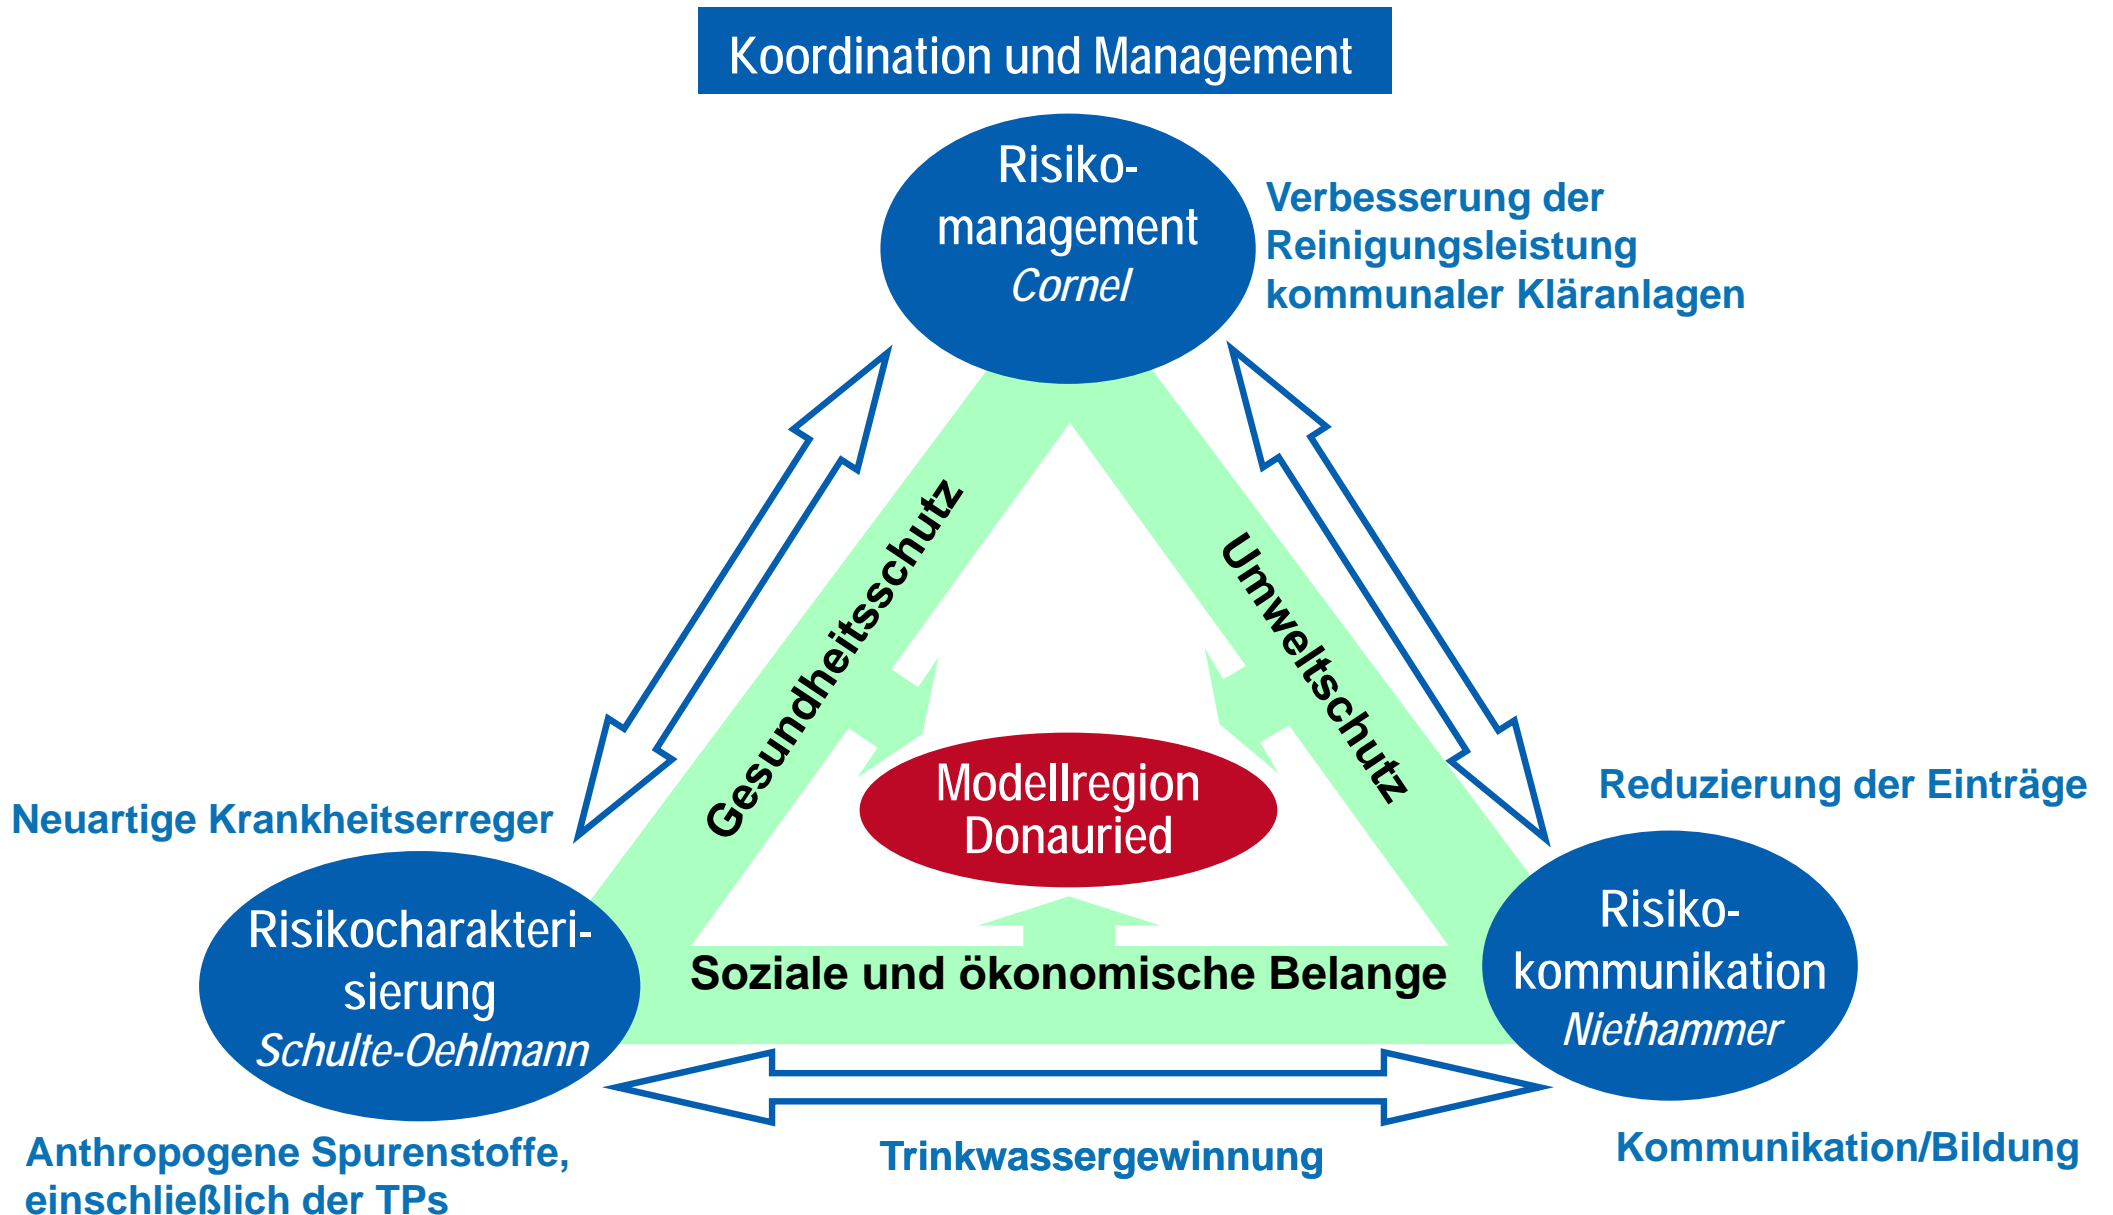 Koordination und Management
Risiko-
management
Cornel
Verbesserung der
Reinigungsleistung
kommunaler Kläranlagen
Gesundheitsschutz
Umweltschutz
Modellregion
Donauried
Neuartige Krankheitserreger
Reduzierung der Einträge
Risikocharakteri-
sierung
Schulte-Oehlmann
Soziale und ökonomische Belange
Risiko-
kommunikation
Niethammer
Anthropogene Spurenstoffe,
einschließlich der TPs
Trinkwassergewinnung
Kommunikation/Bildung